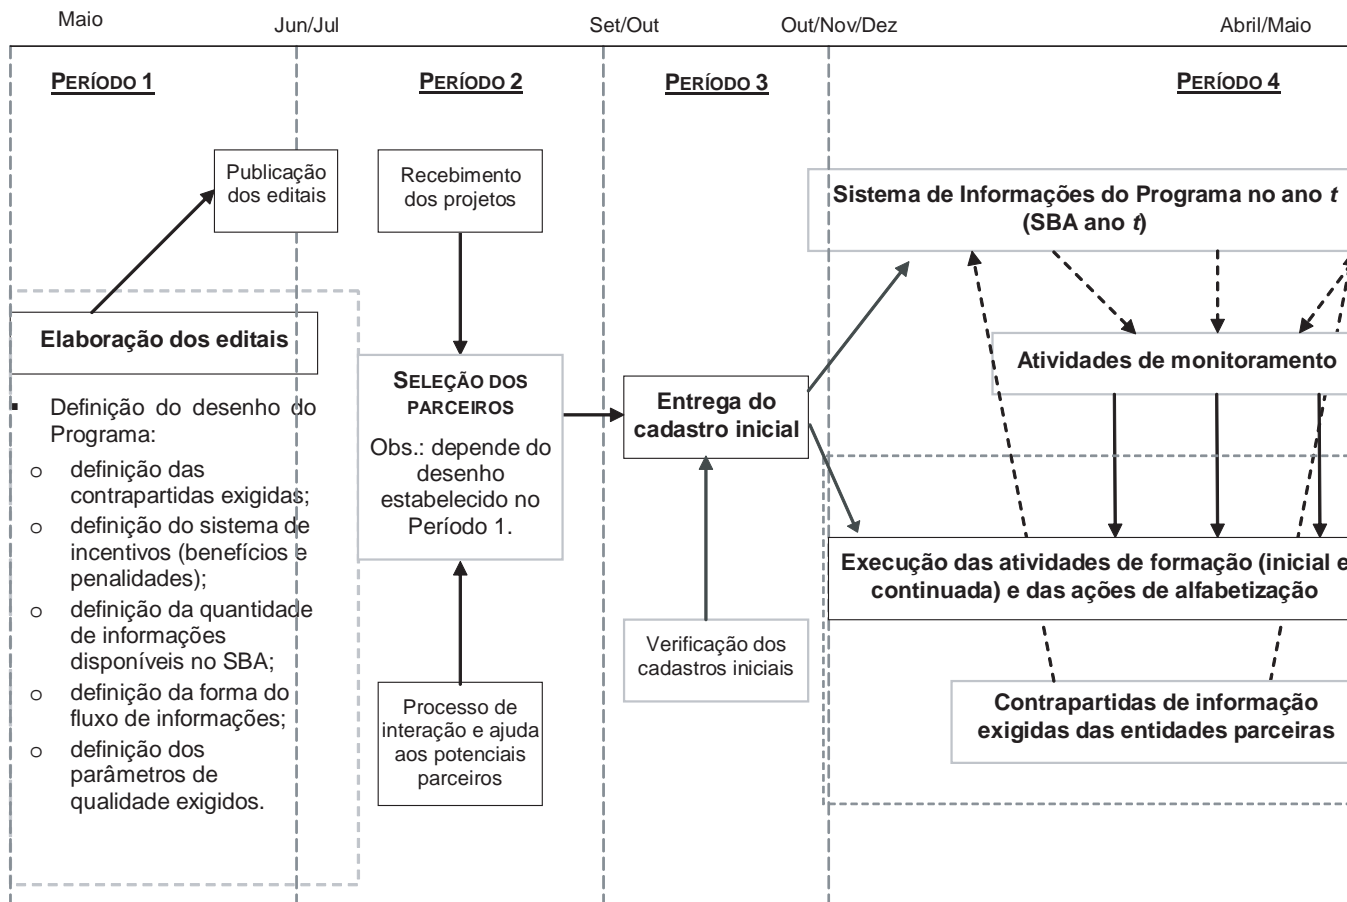 Maio
Jun/Jul
Set/Out
Out/Nov/Dez
Abril/Maio
PERÍODO 1
PERÍODO 2
PERÍODO 3
PERÍODO 4
Publicação
dos editais
Elaboração dos editais
▪ Definição do desenho do
Programa:
o definição das
contrapartidas exigidas;
o definição do sistema de
incentivos (benefícios e
penalidades);
o definição da quantidade
de informações
disponíveis no SBA;
o definição da forma do
fluxo de informações;
o definição dos
parâmetros de
qualidade exigidos.
Recebimento
dos projetos
SELEÇÃO DOS
PARCEIROS
Obs.: depende do
desenho
estabelecido no
Período 1.
Processo de
interação e ajuda
aos potenciais
parceiros
Entrega do
cadastro inicial
Verificação dos
cadastros iniciais
Sistema de Informações do Programa no ano t
(SBA ano t)
Atividades de monitoramento
Execução das atividades de formação (inicial e
continuada) e das ações de alfabetização
Contrapartidas de informação
exigidas das entidades parceiras